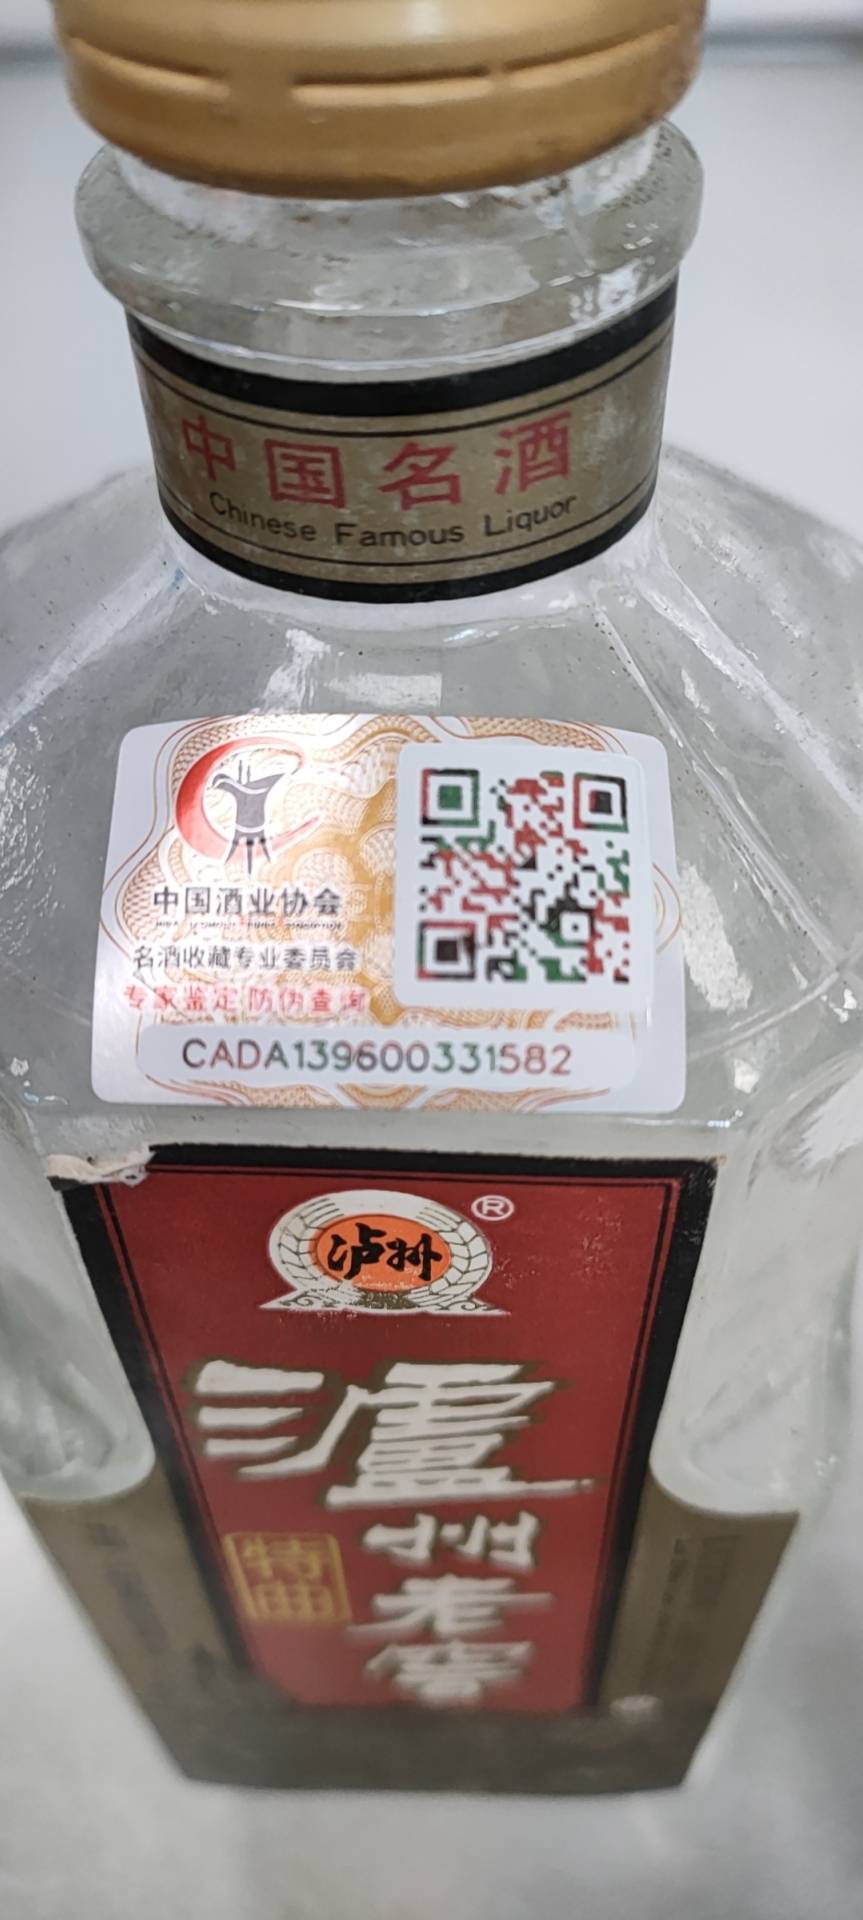 中国名酒
Chinese Famous Liquor
中国酒业协会
名酒收藏专业委员会
专家鉴定 防伪查询
CADA139600331582
泸州
®
瀘州老窖
特曲